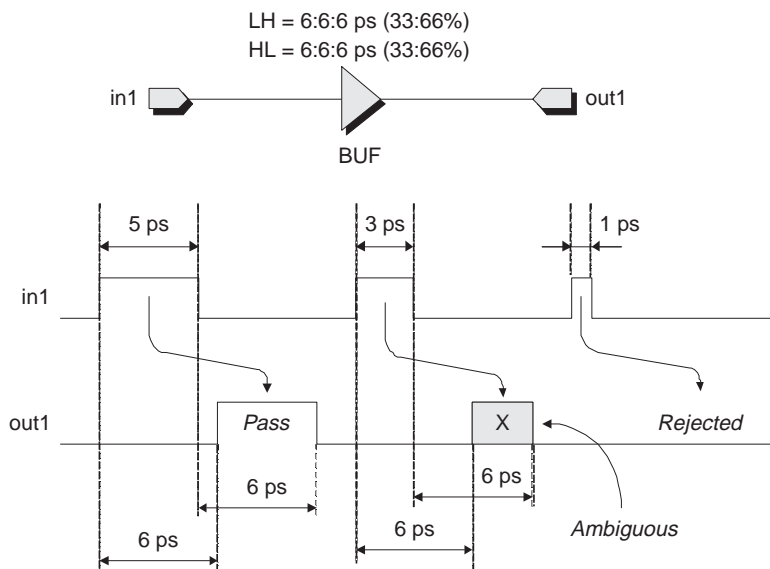 LH = 6:6:6 ps (33:66%)
HL = 6:6:6 ps (33:66%)
in1
out1
BUF
5 ps
3 ps
1 ps
in1
out1
Pass
X
Rejected
6 ps
6 ps
6 ps
6 ps
Ambiguous